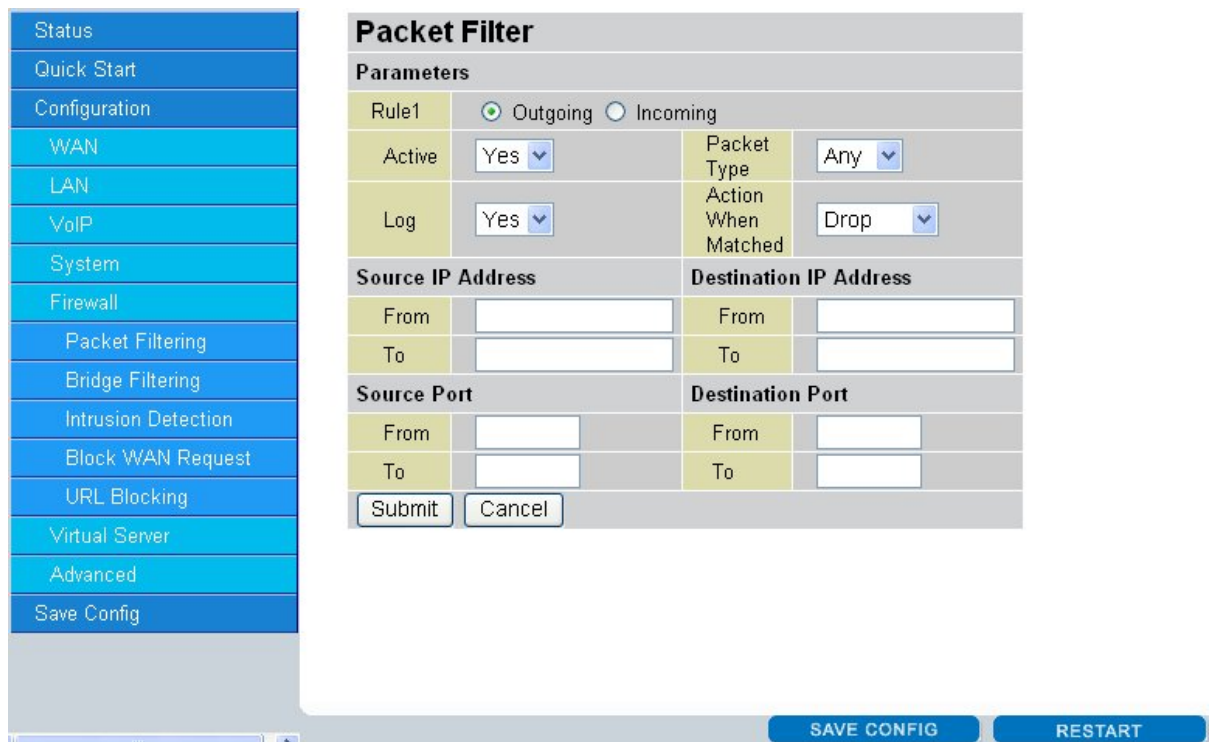 Status
Quick Start
Configuration
WAN
LAN
VoIP
System
Firewall
Packet Filtering
Bridge Filtering
Intrusion Detection
Block WAN Request
URL Blocking
Virtual Server
Advanced
Save Config
Packet Filter
Parameters
Rule1 Outgoing Incoming
Active Yes Packet Type Any
Log Yes Action When Matched Drop
Source IP Address Destination IP Address
From From
To To
Source Port Destination Port
From From
To To
Submit Cancel
SAVE CONFIG RESTART